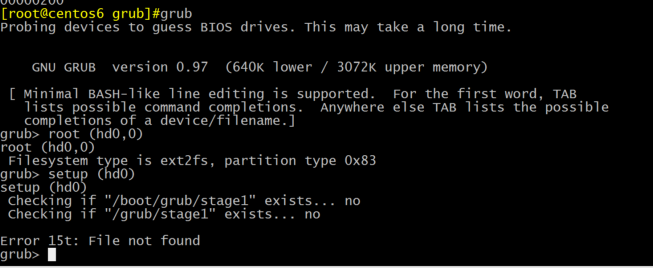 00000200
[root@centos6 grub]#grub
Probing devices to guess BIOS drives. This may take a long time.
GNU GRUB  version 0.97  (640K lower / 3072K upper memory)
[ Minimal BASH-like line editing is supported.  For the first word, TAB
lists possible command completions.  Anywhere else TAB lists the possible
completions of a device/filename.]
grub> root (hd0,0)
root (hd0,0)
Filesystem type is ext2fs, partition type 0x83
grub> setup (hd0)
setup (hd0)
Checking if "/boot/grub/stage1" exists... no
Checking if "/grub/stage1" exists... no
Error 15t: File not found
grub>